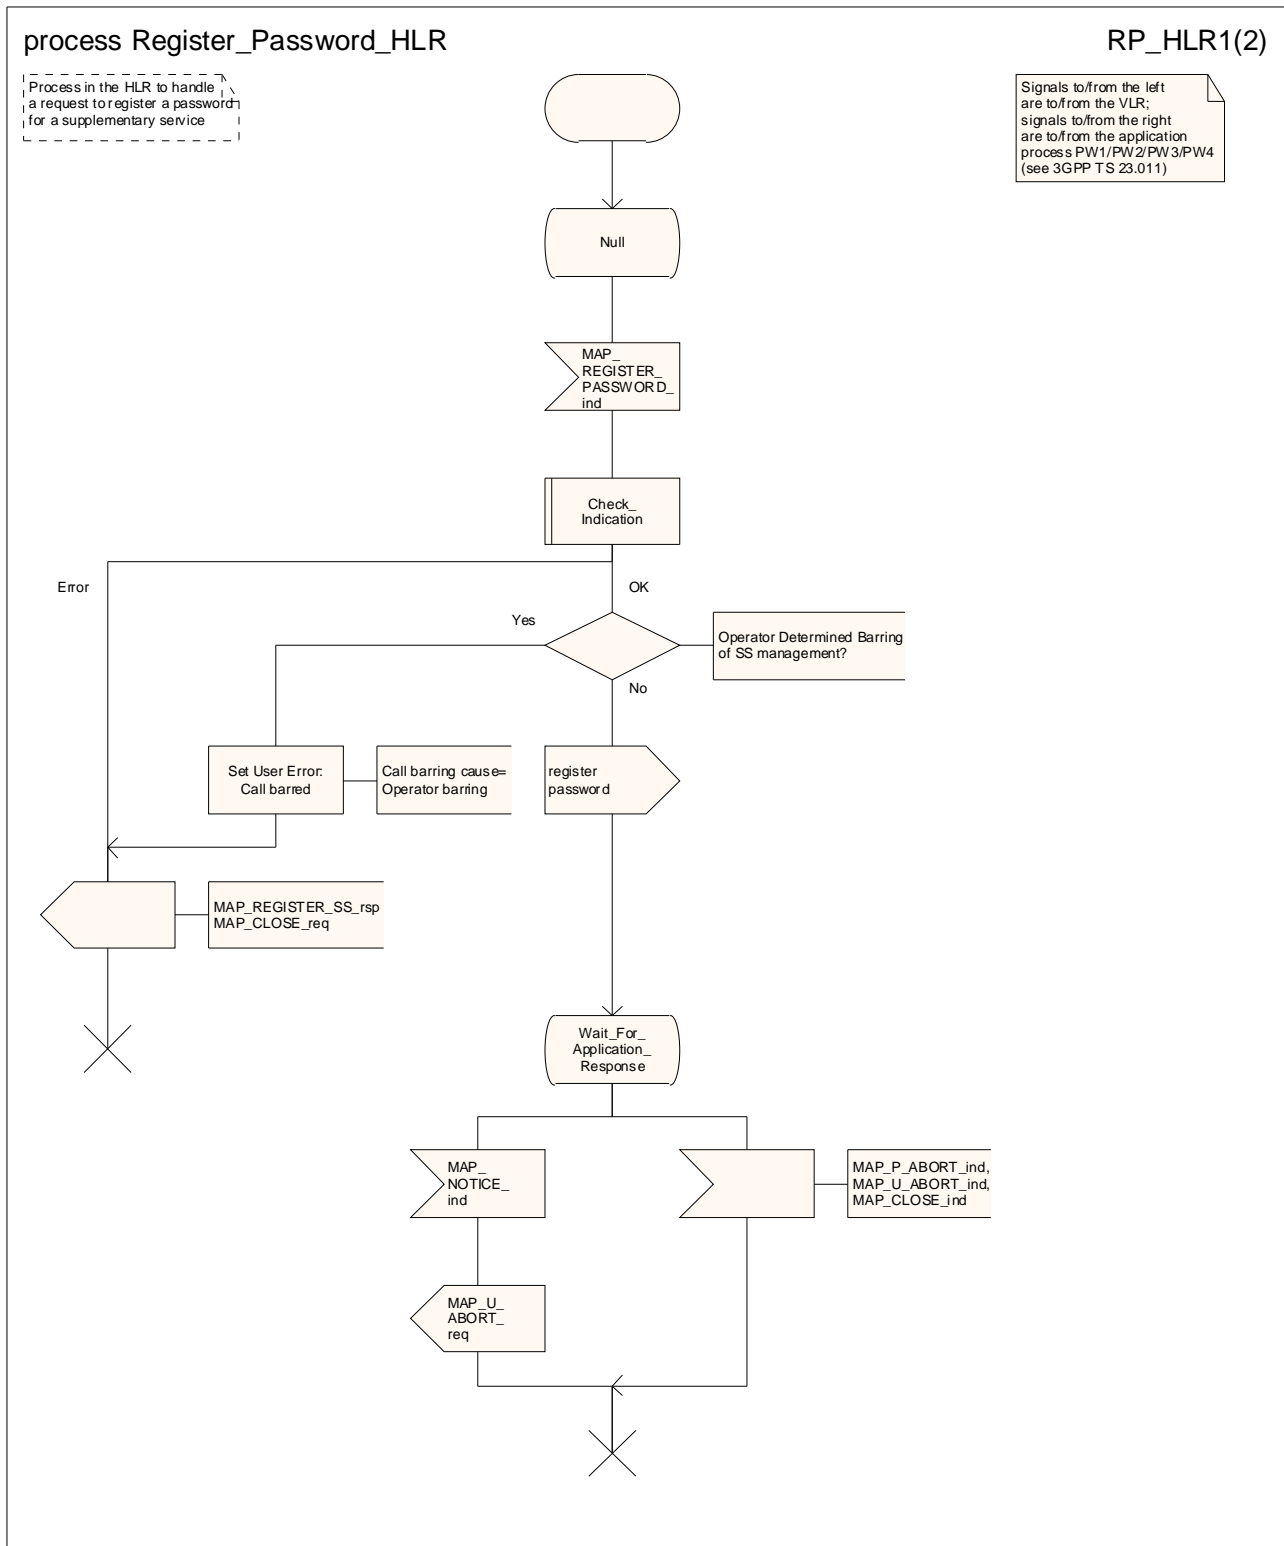 process Register_Password_HLR
RP_HLR1(2)
Process in the HLR to handle
a request to register a password
for a supplementary service
Signals to/from the left
are to/from the VLR;
signals to/from the right
are to/from the application
process PW1/PW2/PW3/PW4
(see 3GPP TS 23.011)
Null
MAP_
REGISTER_
PASSWORD_
ind
Check_
Indication
Error
OK
Yes
Operator Determined Barring
of SS management?
No
Set User Error:
Call barred
Call barring cause=
Operator barring
register
password
MAP_REGISTER_SS_rsp
MAP_CLOSE_req
Wait_For_
Application_
Response
MAP_
NOTICE_
ind
MAP_P_ABORT_ind,
MAP_U_ABORT_ind,
MAP_CLOSE_ind
MAP_U_
ABORT_
req